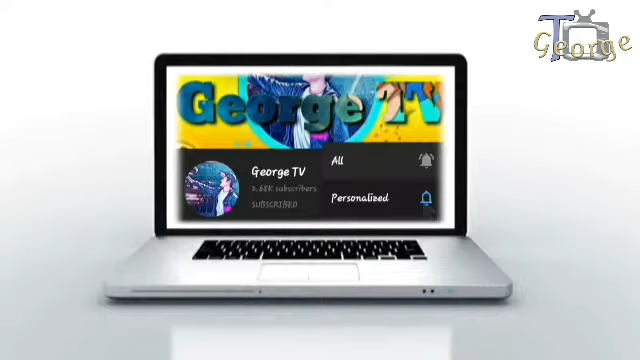 T
George
George TV
George TV
All
2.68K subscribers
SUBSCRIBED
Personalized